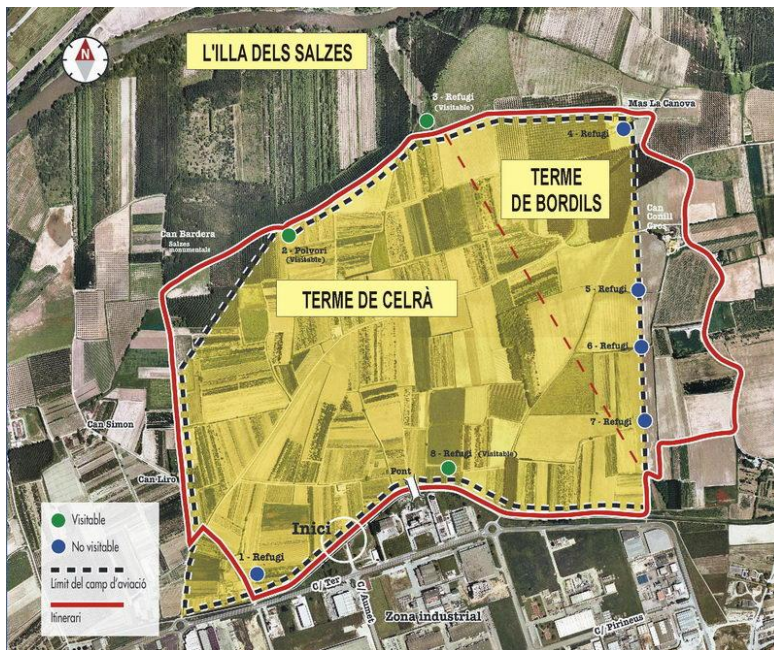 N
L'ILLA DELS SALZES
3 - Refugi
(Visitable)
Mas La Canova
4 - Refugi
TERME
DE BORDILS
Can Conill
Gros
Can Bardera
Salzes
monumentals
2 - Polvorí
(Visitable)
TERME DE CELRÀ
5 - Refugi
6 - Refugi
7 - Refugi
Can Simon
8 - Refugi (Visitable)
Can Liro
Pont
Visitable
No visitable
Límit del camp d'aviació
Itinerari
Inici
1 - Refugi
C/ Ter
C/ Aumet
Zona industrial
C/ Pirineus